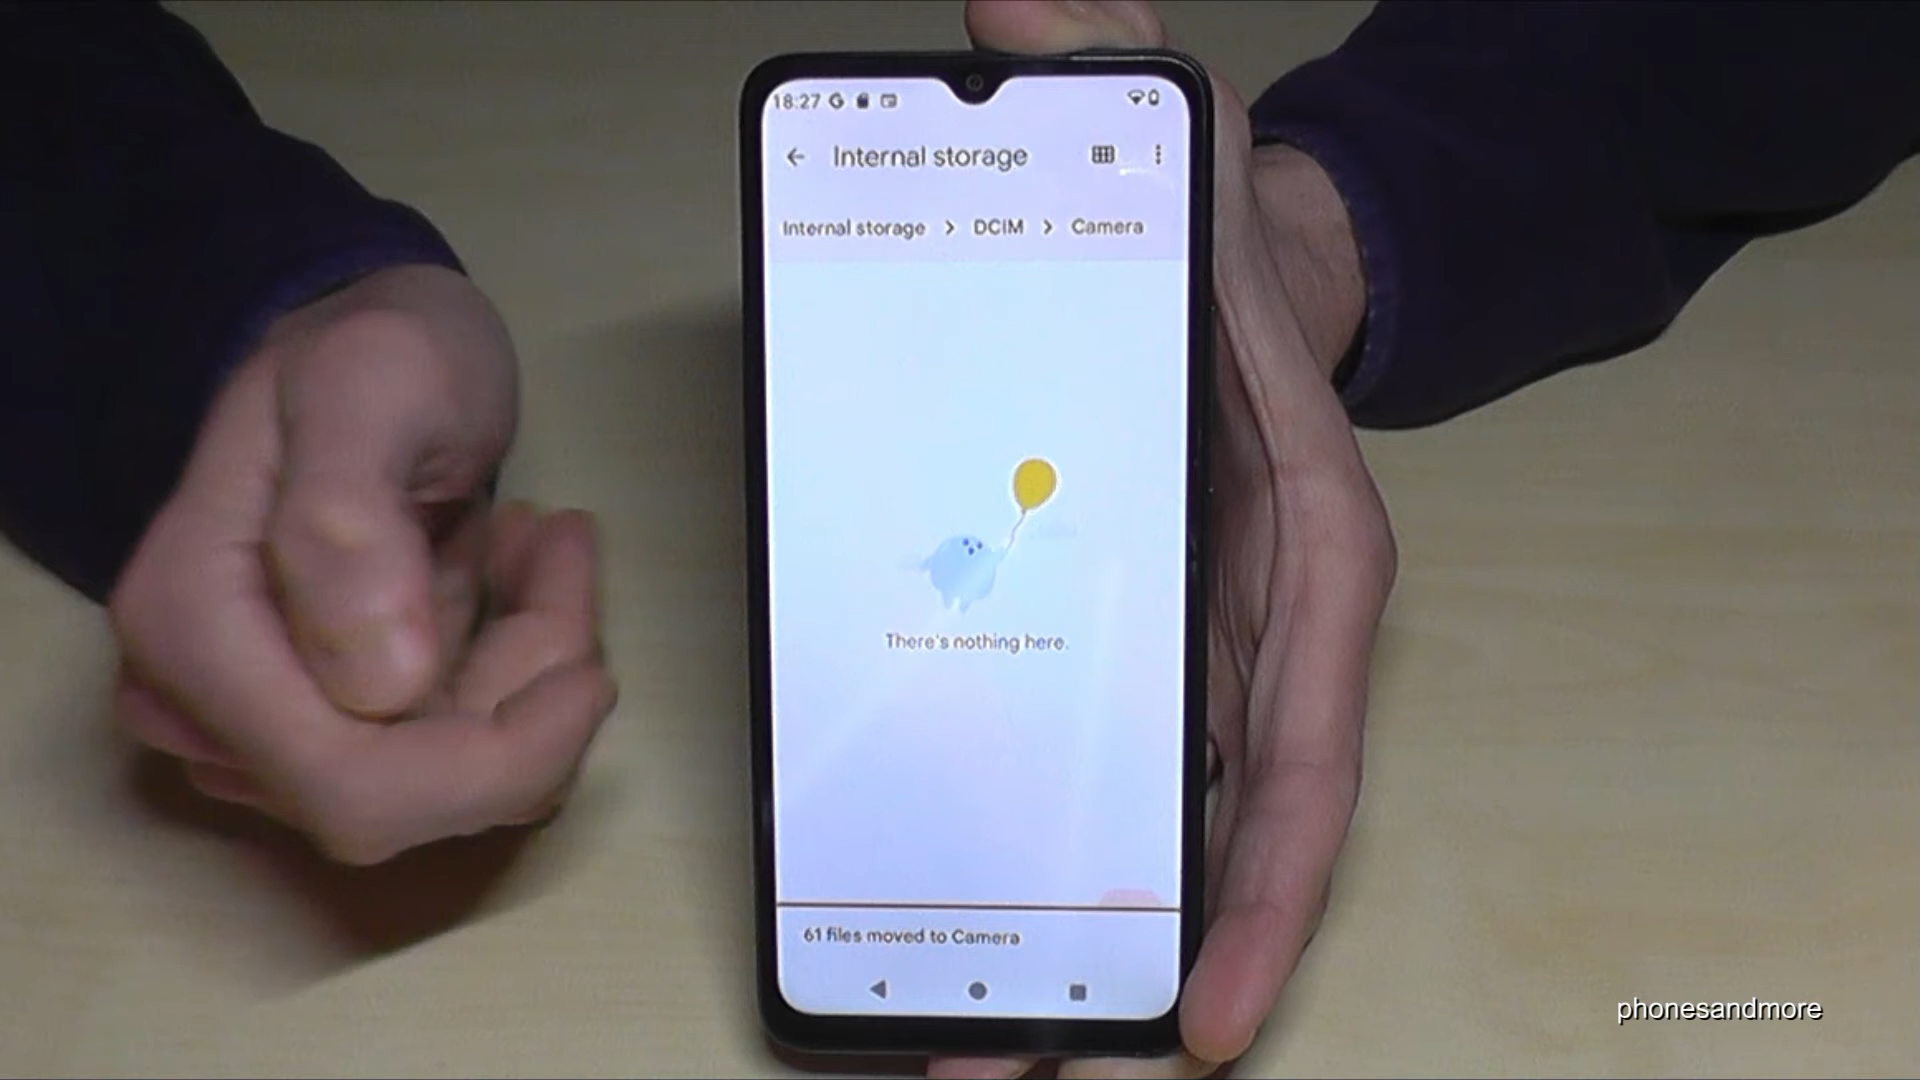 18:27
Internal storage
Internal storage > DCIM > Camera
There's nothing here.
61 files moved to Camera
phonesandmore